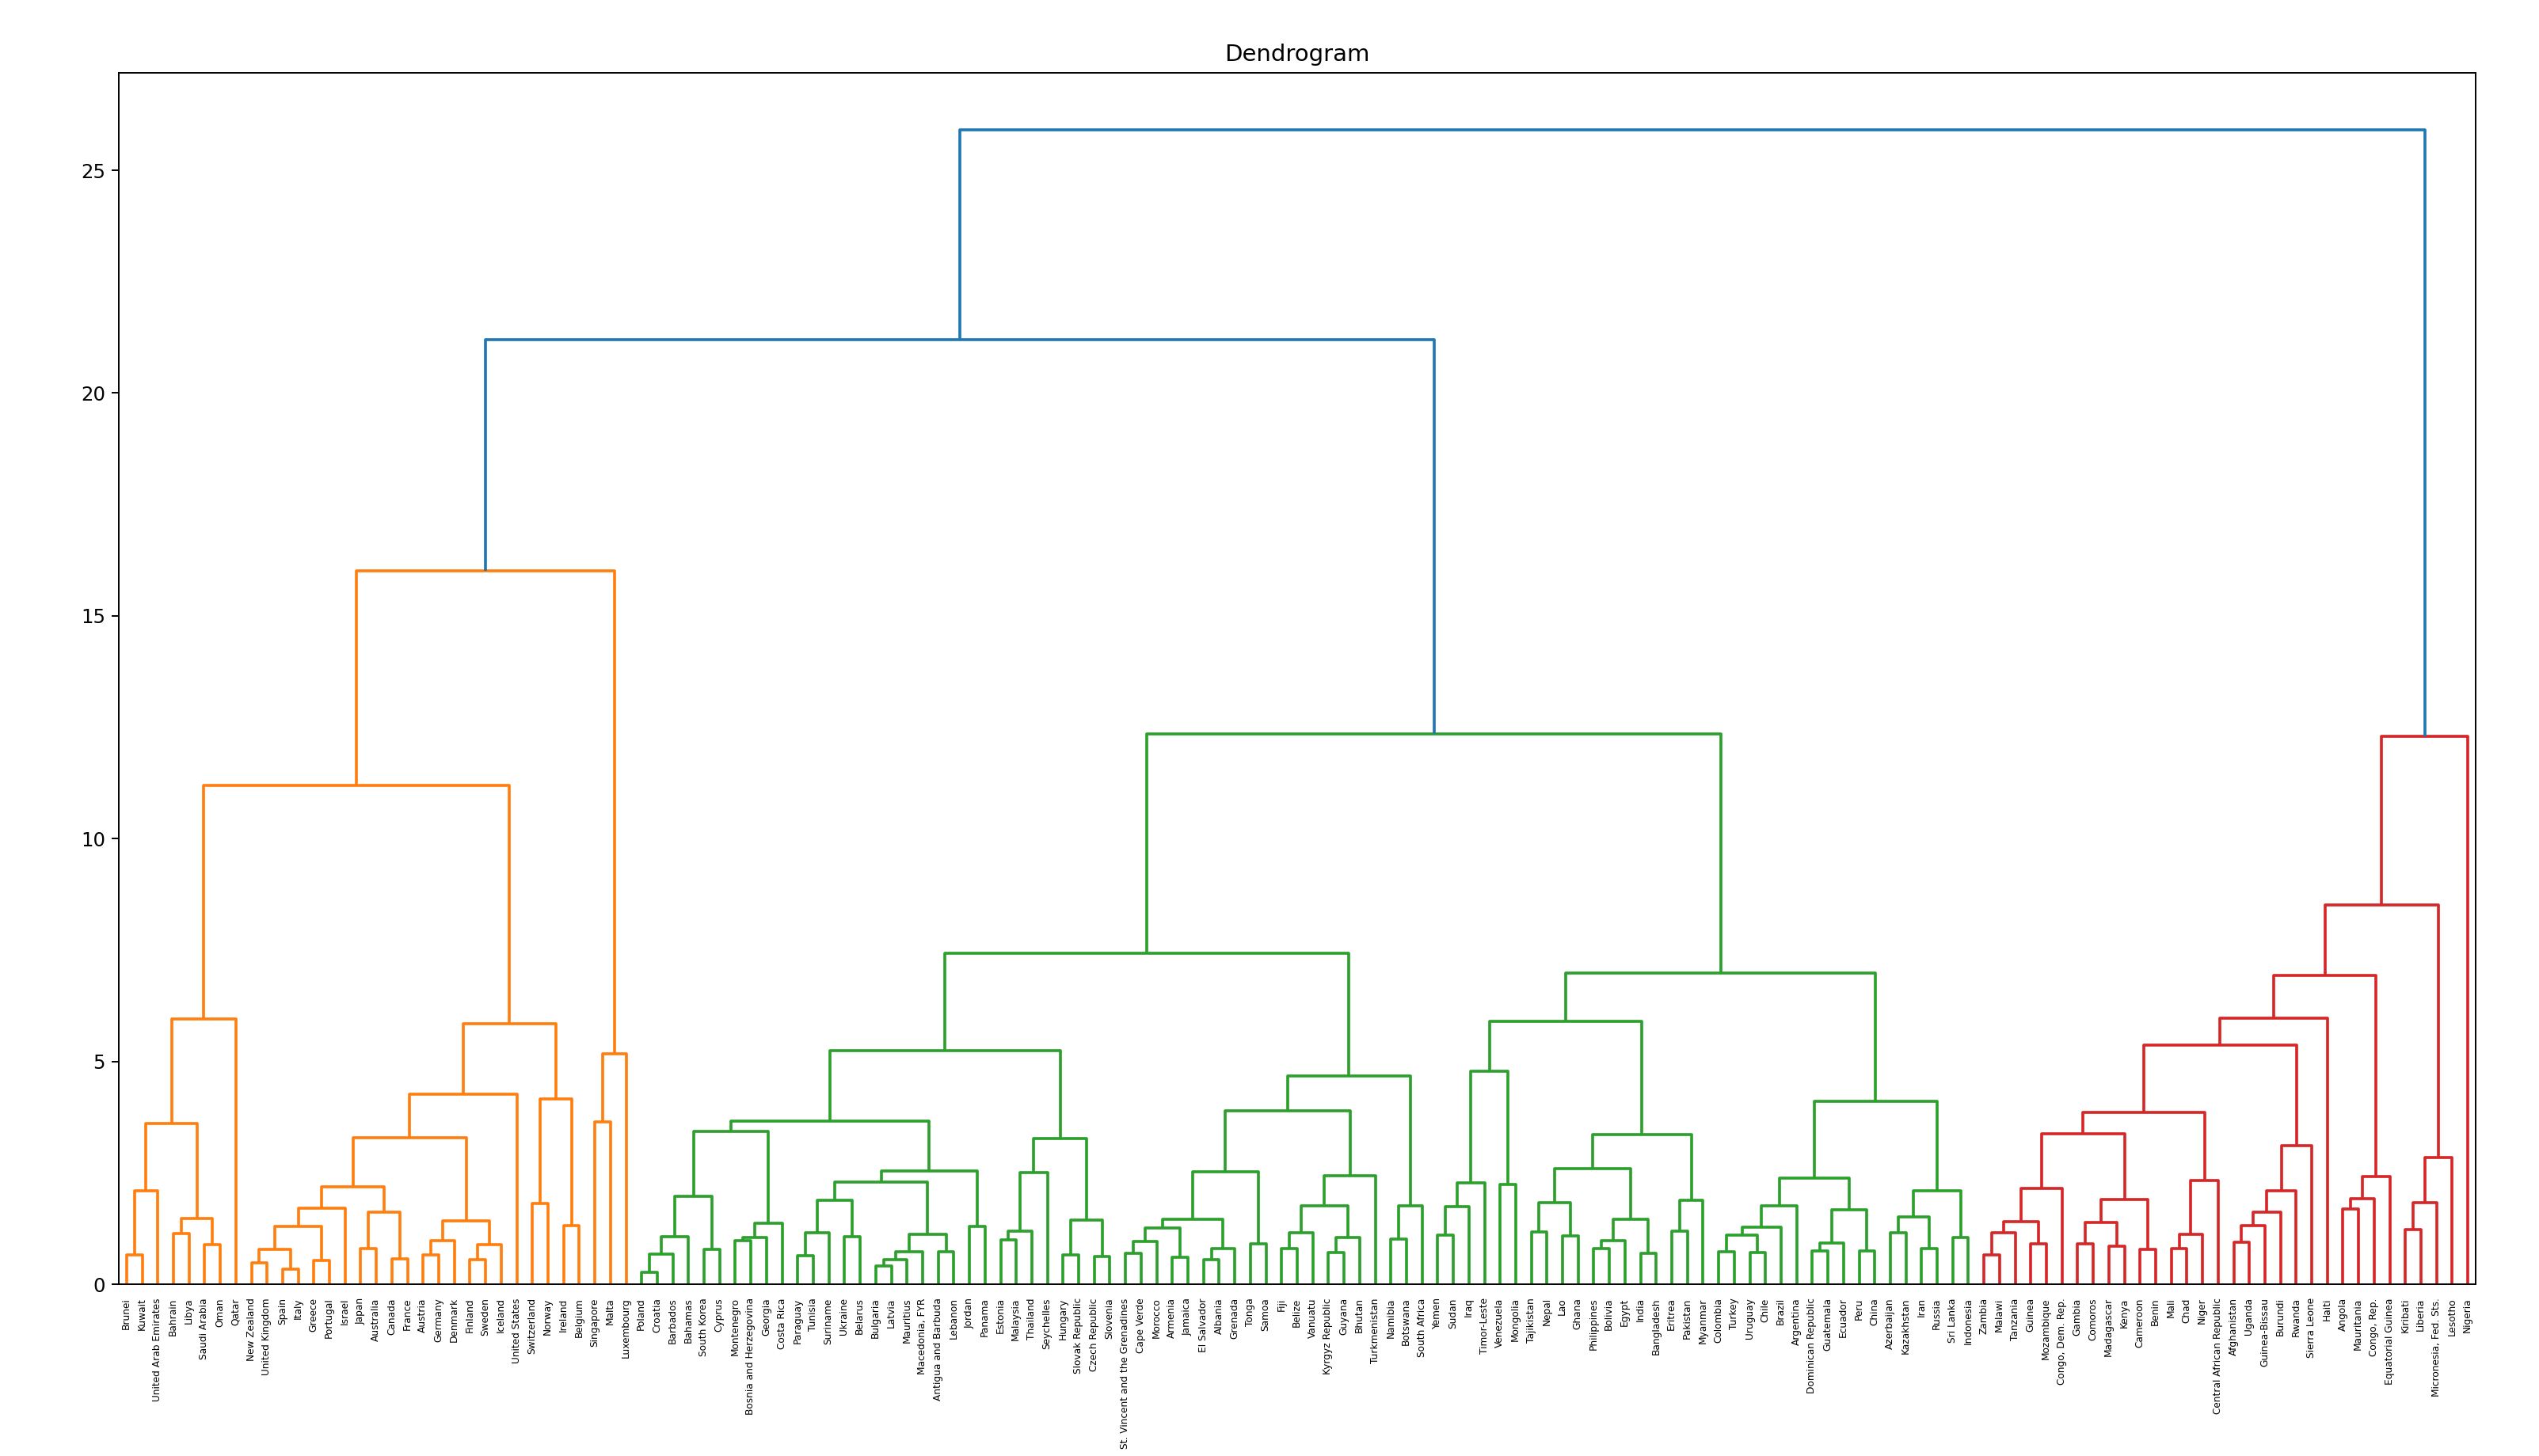 Dendrogram
25
20
15
10
5
0
Brunei
Kuwait
United Arab Emirates
Bahrain
Libya
Saudi Arabia
Oman
Qatar
New Zealand
United Kingdom
Spain
Italy
Greece
Portugal
Israel
Japan
Australia
Canada
France
Austria
Germany
Denmark
Finland
Sweden
Iceland
United States
Switzerland
Norway
Ireland
Belgium
Singapore
Malta
Luxembourg
Poland
Croatia
Barbados
Bahamas
South Korea
Cyprus
Montenegro
Bosnia and Herzegovina
Georgia
Costa Rica
Paraguay
Tunisia
Suriname
Ukraine
Belarus
Bulgaria
Latvia
Mauritius
Macedonia, FYR
Antigua and Barbuda
Lebanon
Jordan
Panama
Estonia
Malaysia
Thailand
Seychelles
Hungary
Slovak Republic
Czech Republic
Slovenia
St. Vincent and the Grenadines
Cape Verde
Morocco
Armenia
Jamaica
El Salvador
Albania
Grenada
Tonga
Samoa
Fiji
Belize
Vanuatu
Kyrgyz Republic
Guyana
Bhutan
Turkmenistan
Namibia
Botswana
South Africa
Yemen
Sudan
Iraq
Timor-Leste
Venezuela
Mongolia
Tajikistan
Nepal
Lao
Ghana
Philippines
Bolivia
Egypt
India
Bangladesh
Eritrea
Pakistan
Myanmar
Colombia
Turkey
Uruguay
Chile
Brazil
Argentina
Dominican Republic
Guatemala
Ecuador
Peru
China
Azerbaijan
Kazakhstan
Iran
Russia
Sri Lanka
Indonesia
Zambia
Malawi
Tanzania
Guinea
Mozambique
Congo, Dem. Rep.
Gambia
Comoros
Madagascar
Kenya
Cameroon
Benin
Mali
Chad
Niger
Central African Republic
Afghanistan
Uganda
Guinea-Bissau
Burundi
Rwanda
Sierra Leone
Haiti
Angola
Mauritania
Congo, Rep.
Equatorial Guinea
Kiribati
Liberia
Micronesia, Fed. Sts.
Lesotho
Nigeria